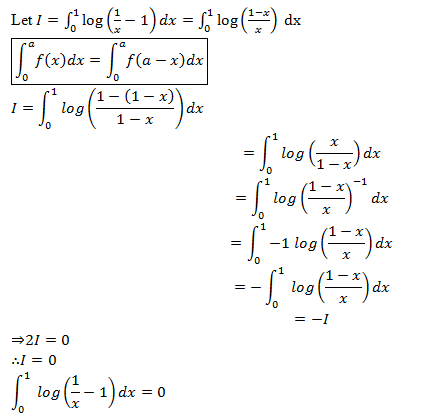 Let I = ∫₀¹ log (1/x − 1) dx = ∫₀¹ log((1−x)/x) dx
∫₀ᵃ f(x)dx = ∫₀ᵃ f(a − x)dx
I = ∫₀¹ log((1 − (1 − x))/(1 − x)) dx
= ∫₀¹ log (x/(1 − x)) dx
= ∫₀¹ log ((1 − x)/x)⁻¹ dx
= ∫₀¹ −1 log ((1 − x)/x) dx
= − ∫₀¹ log ((1 − x)/x) dx
= −I
⇒2I = 0
∴I = 0
∫₀¹ log (1/x − 1) dx = 0